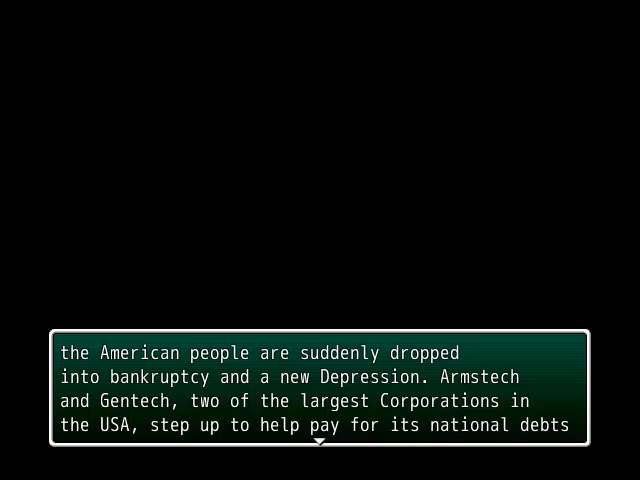 the American people are suddenly dropped
into bankruptcy and a new Depression. Armstech
and Gentech, two of the largest Corporations in
the USA, step up to help pay for its national debts